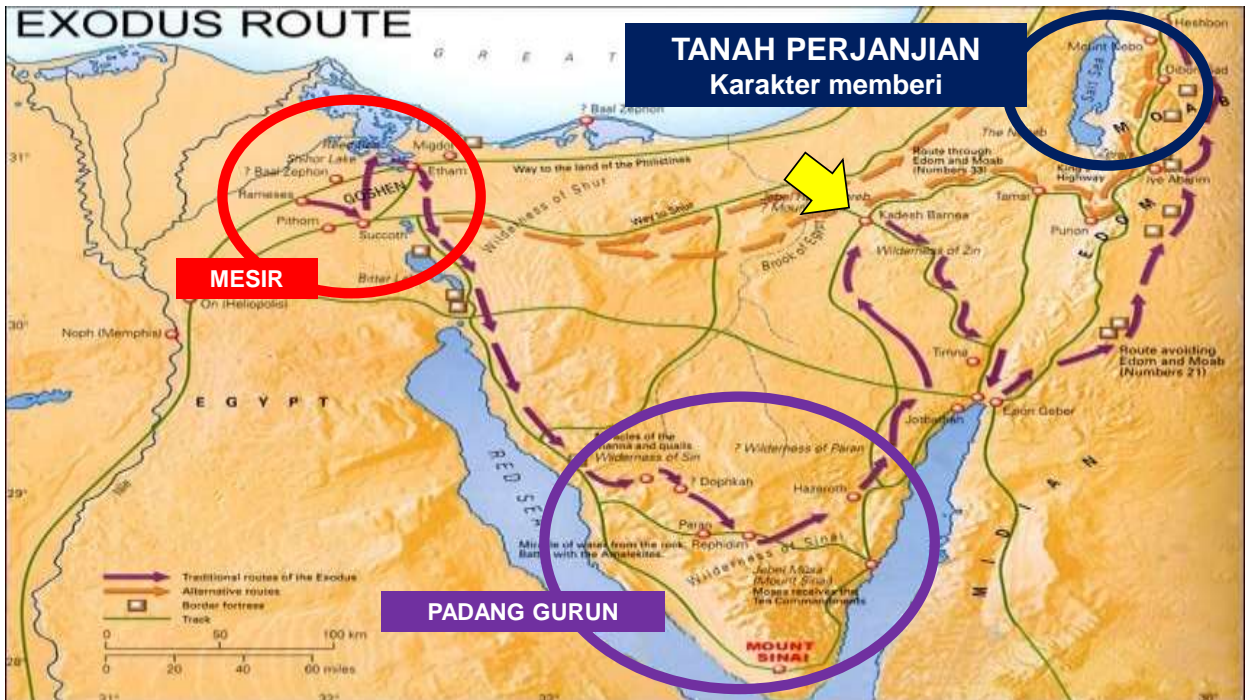 EXODUS ROUTE
TANAH PERJANJIAN
Karakter memberi
Heshbon
Mount Nebo
G R E A T
Salt Sea
M O A B
? Baal Zephon
The Negeb
31°
Migdol
Shihor Lake
Etham
? Baal Zephon
Way to the land of the Philistines
Route through
Edom and Moab
(Numbers 33)
King's
Highway
Iye Abarim
Rameses
GOSHEN
Tamar
Pithom
Succoth
Wilderness of Shur
Way to Shur
Kadesh Barnea
Punon
E D O M
Brook of Egypt
Wilderness of Zin
MESIR
Bitter
On (Heliopolis)
30°
Noph (Memphis)
Timna
Route avoiding
Edom and Moab
(Numbers 21)
E G Y P T
Jotbathah
Ezion Geber
Miracles of the
manna and quails
Wilderness of Sin
? Wilderness of Paran
RED SEA
? Dophkah
Hazeroth
29°
Nile
M I D I A N
Paran
Miracle of water from the rock.
Battle with the Amalekites.
Rephidim
Wilderness of Sinai
Jebel Musa
(Mount Sinai)
Moses receives the
Ten Commandments
Traditional routes of the Exodus
Alternative routes
Border fortress
Track
PADANG GURUN
0 50 100 km
0 20 40 60 miles
MOUNT
SINAI
28°